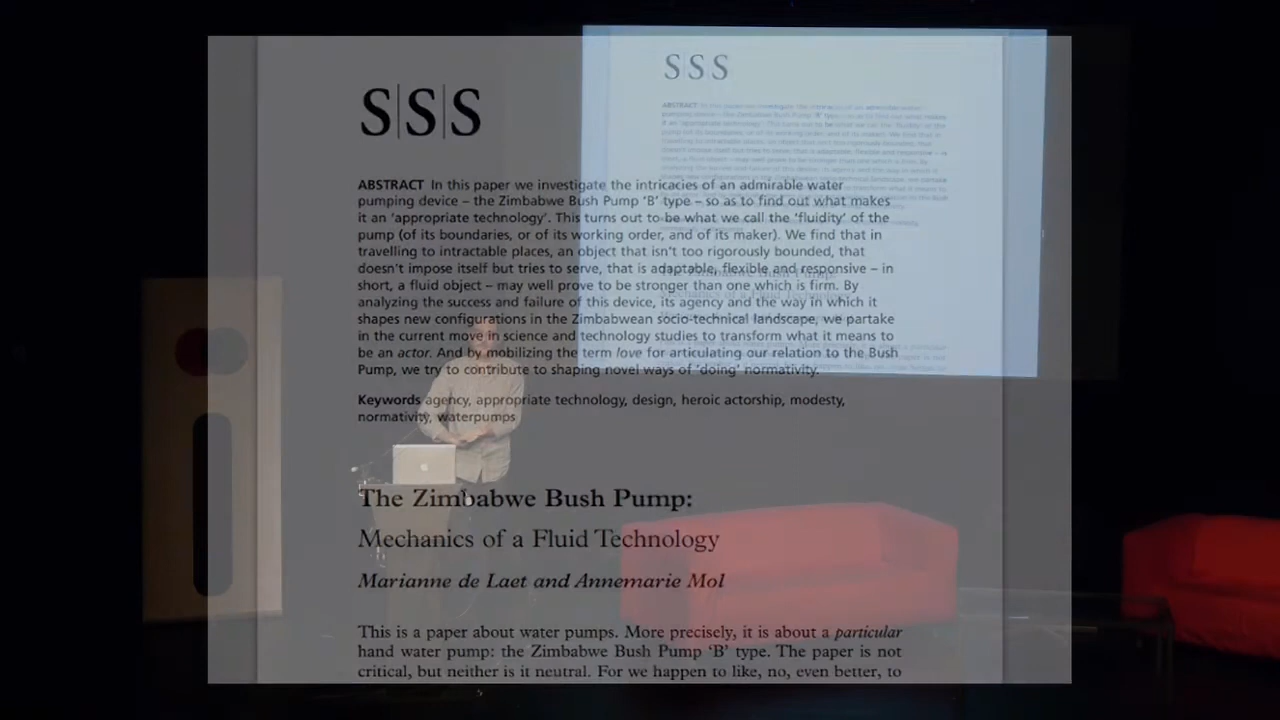 S|S|S
ABSTRACT In this paper we investigate the intricacies of an admirable water
pumping device – the Zimbabwe Bush Pump ‘B’ type – so as to find out what makes
it an ‘appropriate technology’. This turns out to be what we call the ‘fluidity’ of the
pump (of its boundaries, or of its working order, and of its maker). We find that in
travelling to intractable places, an object that isn't too rigorously bounded, that
doesn't impose itself but tries to serve, that is adaptable, flexible and responsive – in
short, a fluid object – may well prove to be stronger than one which is firm. By
analyzing the success and failure of this device, its agency and the way in which it
shapes new configurations in the Zimbabwean socio-technical landscape, we partake
in the current move in science and technology studies to transform what it means to
be an actor. And by mobilizing the term love for articulating our relation to the Bush
Pump, we try to contribute to shaping novel ways of ‘doing’ normativity.
Keywords agency, appropriate technology, design, heroic actorship, modesty,
normativity, waterpumps
The Zimbabwe Bush Pump:
Mechanics of a Fluid Technology
Marianne de Laet and Annemarie Mol
This is a paper about water pumps. More precisely, it is about a particular
hand water pump: the Zimbabwe Bush Pump ‘B’ type. The paper is not
critical, but neither is it neutral. For we happen to like, no, even better, to
SSS